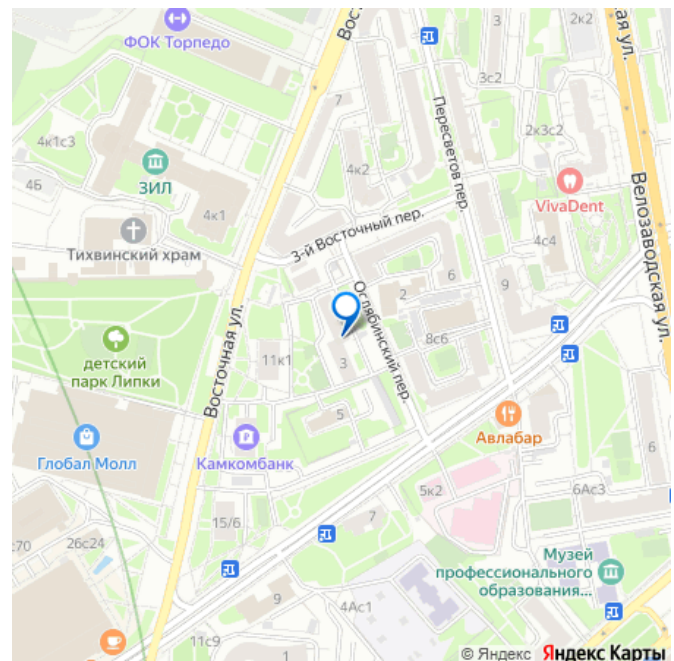 ФОК Торпедо
Вос
2к2
ая ул.
3с2
7
4к1с3
4к2
2к3с2
Пересветов пер.
ЗИЛ
4Б
4к1
VivaDent
Велозаводская ул.
Тихвинский храм
3-й Восточный пер.
4с4
6
9
2
Ослябинский пер.
8с6
детский
парк Липки
Восточная ул.
11к1
3
5
Авлабар
Глобал Молл
Камкомбанк
6
5к2
6Ас3
15/6
7
с70
26с24
Музей
профессионального
образования...
9
4Ас1
11с9
1
© Яндекс Яндекс Карты